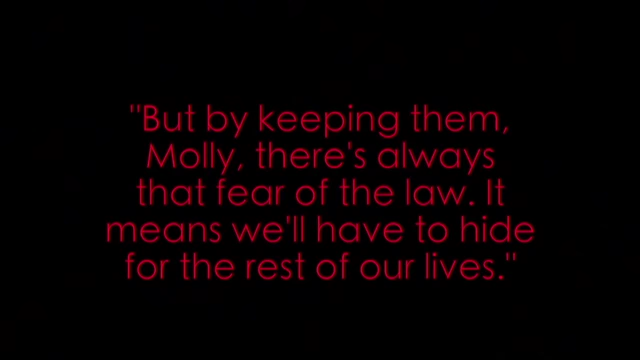 "But by keeping them,
Molly, there's always
that fear of the law. It
means we'll have to hide
for the rest of our lives."